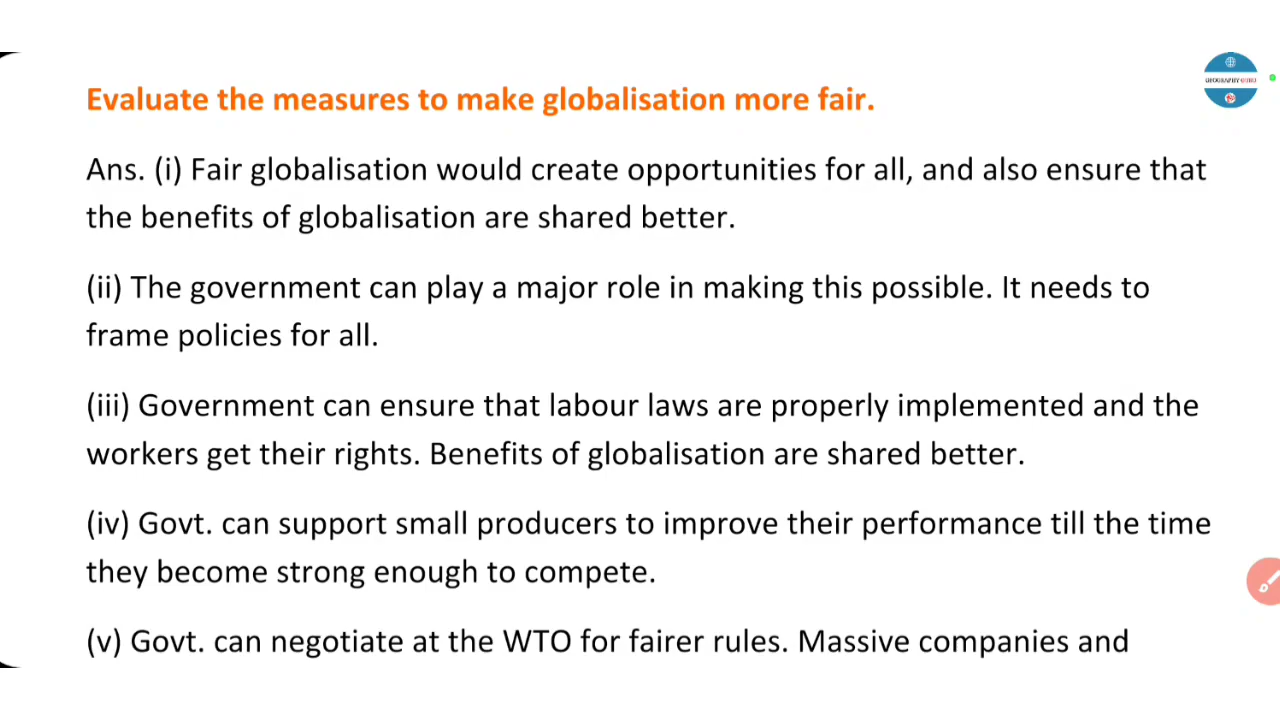 Evaluate the measures to make globalisation more fair.
Ans. (i) Fair globalisation would create opportunities for all, and also ensure that
the benefits of globalisation are shared better.
(ii) The government can play a major role in making this possible. It needs to
frame policies for all.
(iii) Government can ensure that labour laws are properly implemented and the
workers get their rights. Benefits of globalisation are shared better.
(iv) Govt. can support small producers to improve their performance till the time
they become strong enough to compete.
(v) Govt. can negotiate at the WTO for fairer rules. Massive companies and